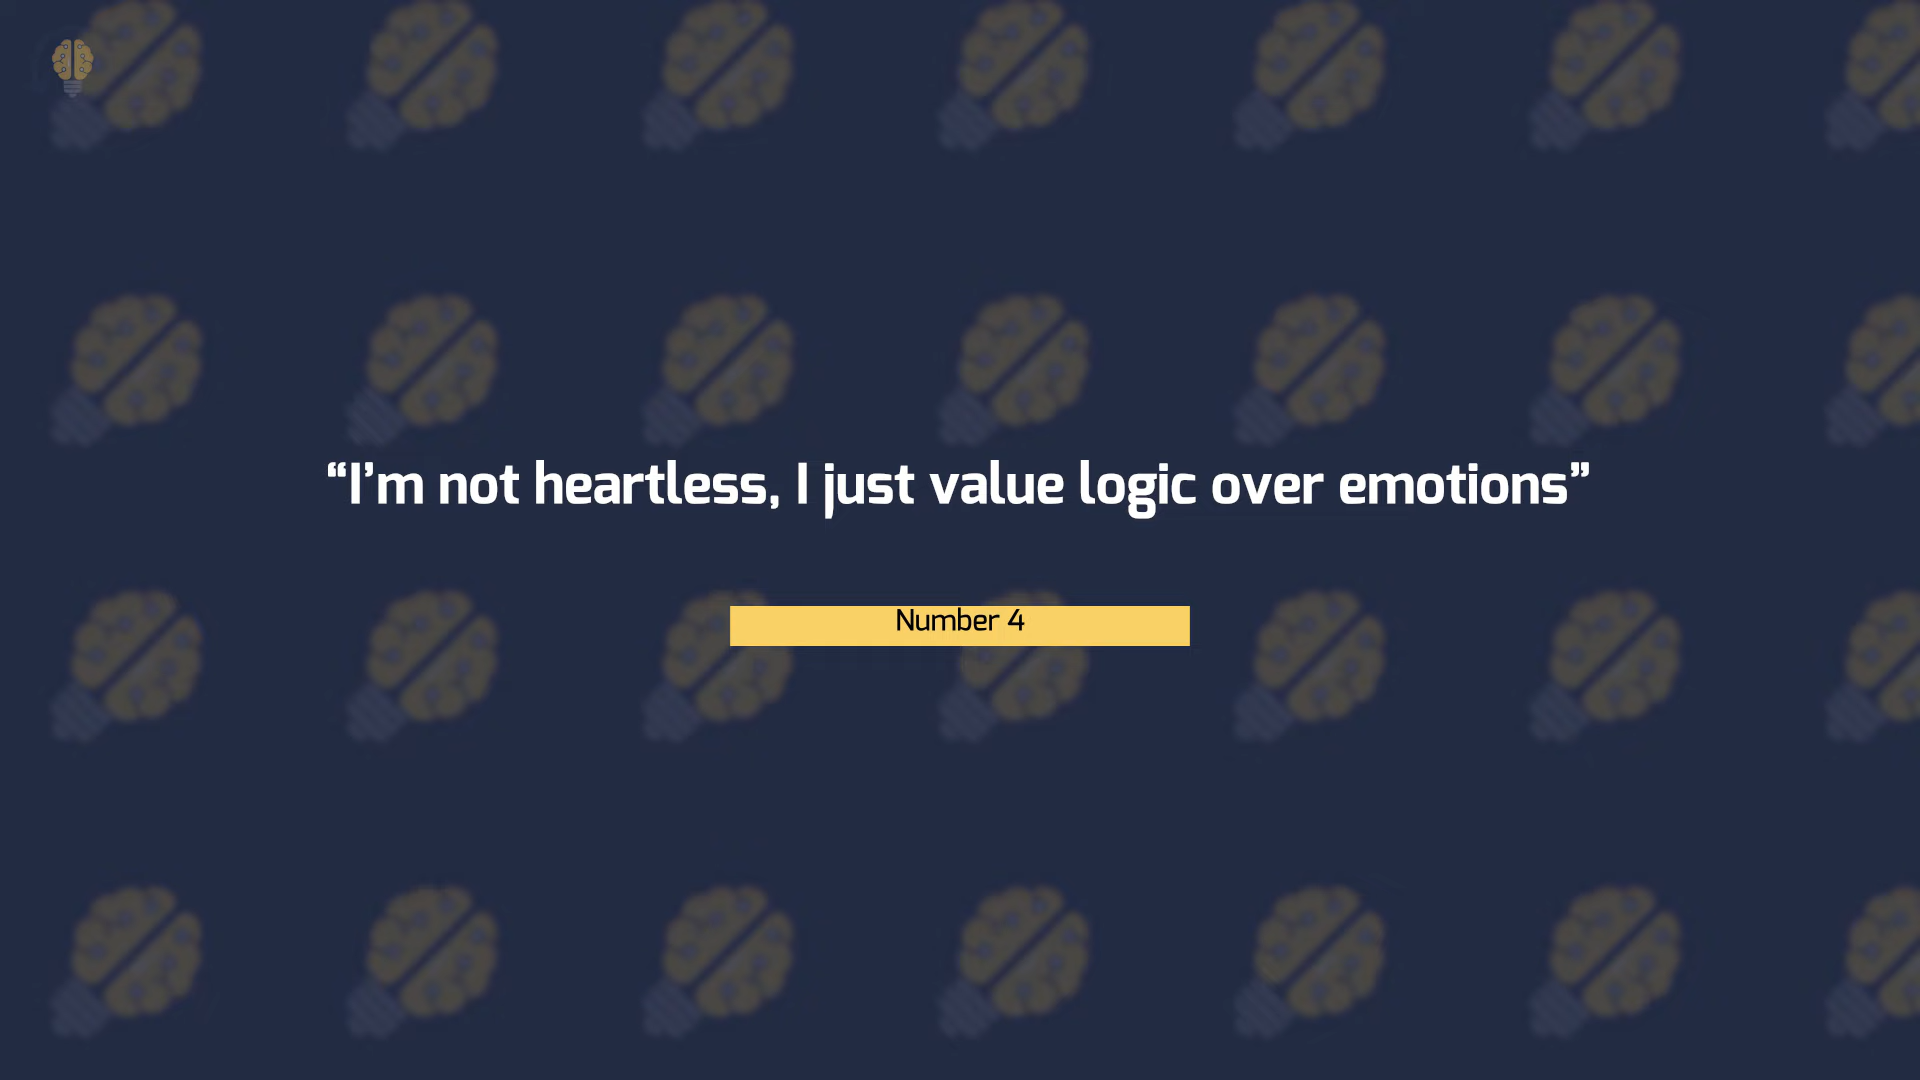 “I’m not heartless, I just value logic over emotions”
Number 4